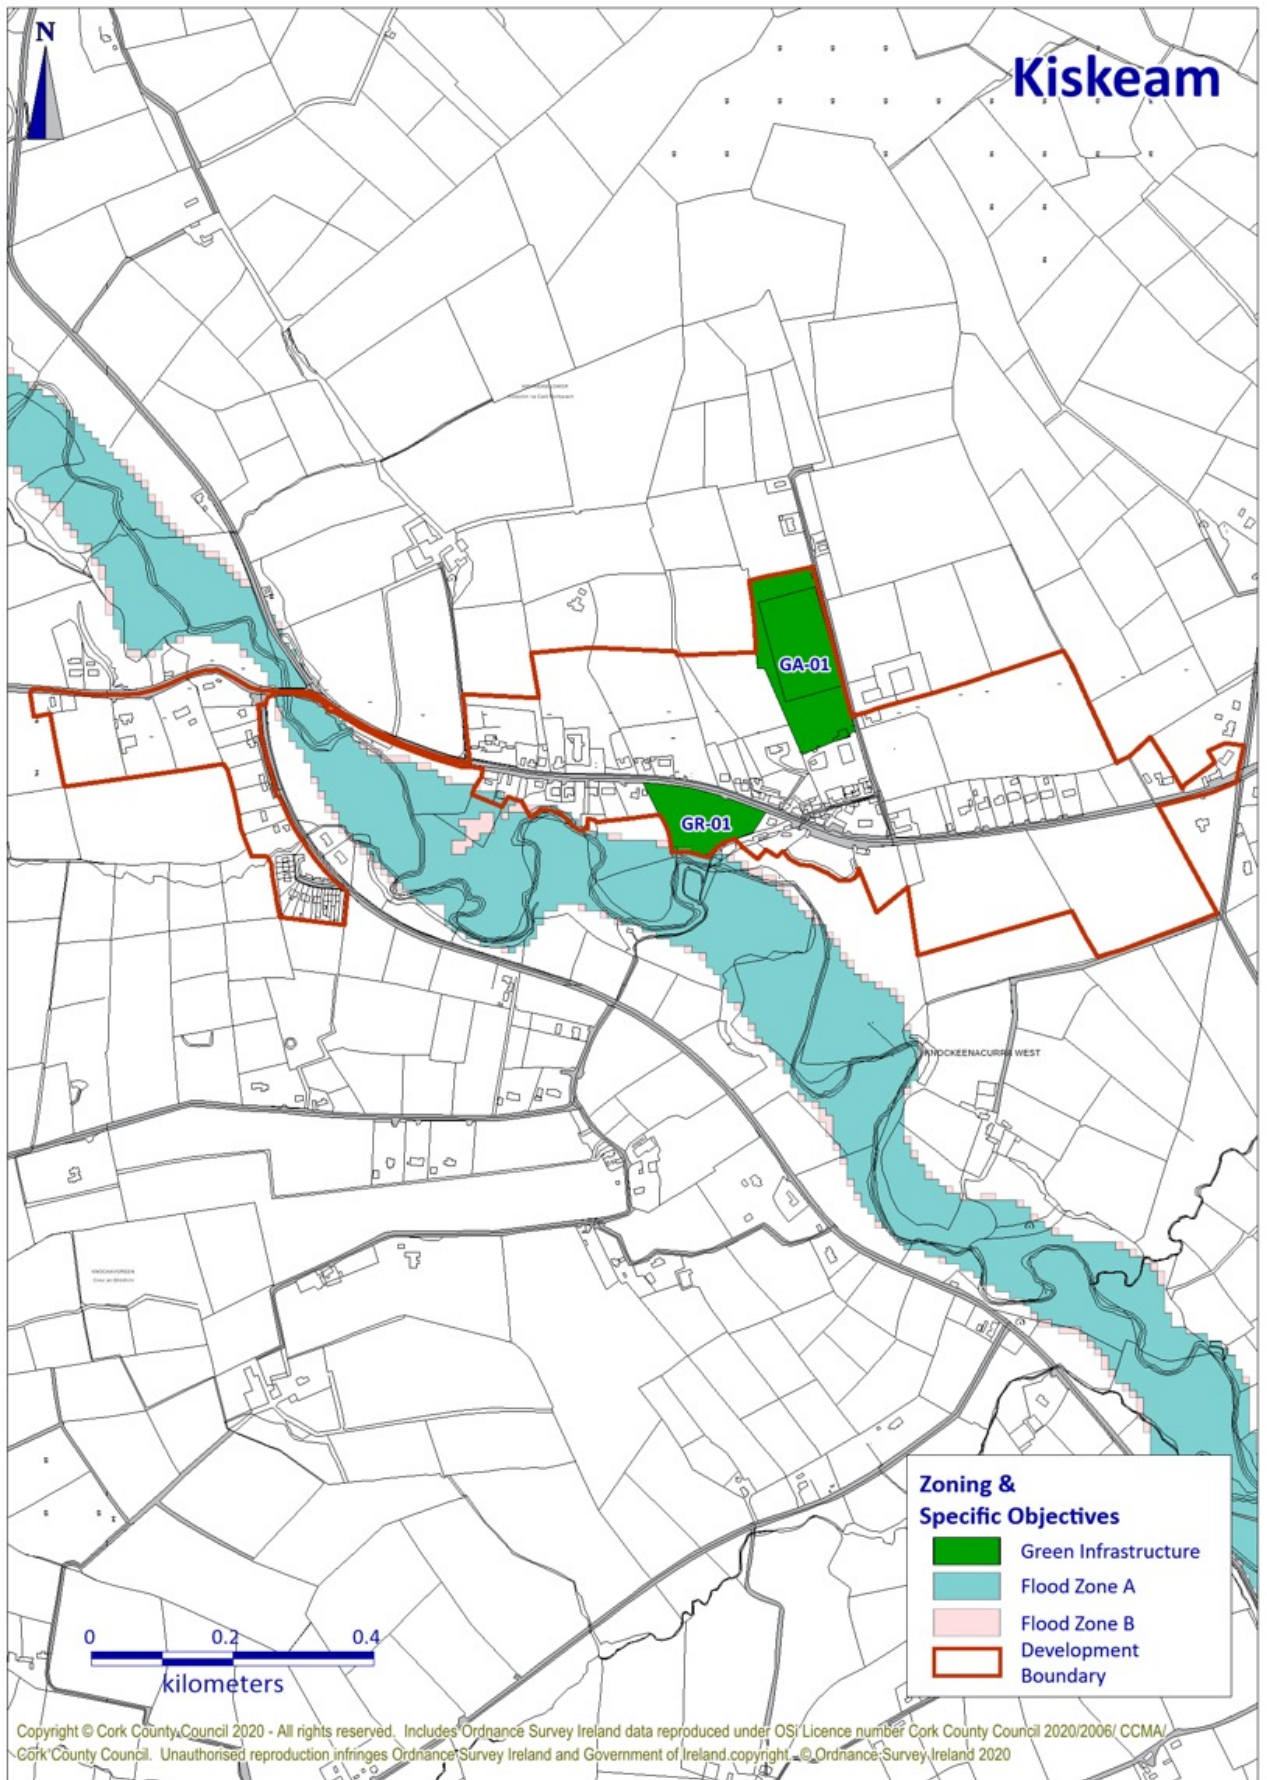 N
Kiskeam
GA-01
GR-01
KNOCKEENACURRA WEST
KNOCKAVOREEN
Zoning &
Specific Objectives
Green Infrastructure
Flood Zone A
Flood Zone B
Development
Boundary
0 0.2 0.4
kilometers
Copyright © Cork County Council 2020 - All rights reserved. Includes Ordnance Survey Ireland data reproduced under OSi Licence number Cork County Council 2020/2006/ CCMA/
Cork County Council. Unauthorised reproduction infringes Ordnance Survey Ireland and Government of Ireland copyright. © Ordnance Survey Ireland 2020